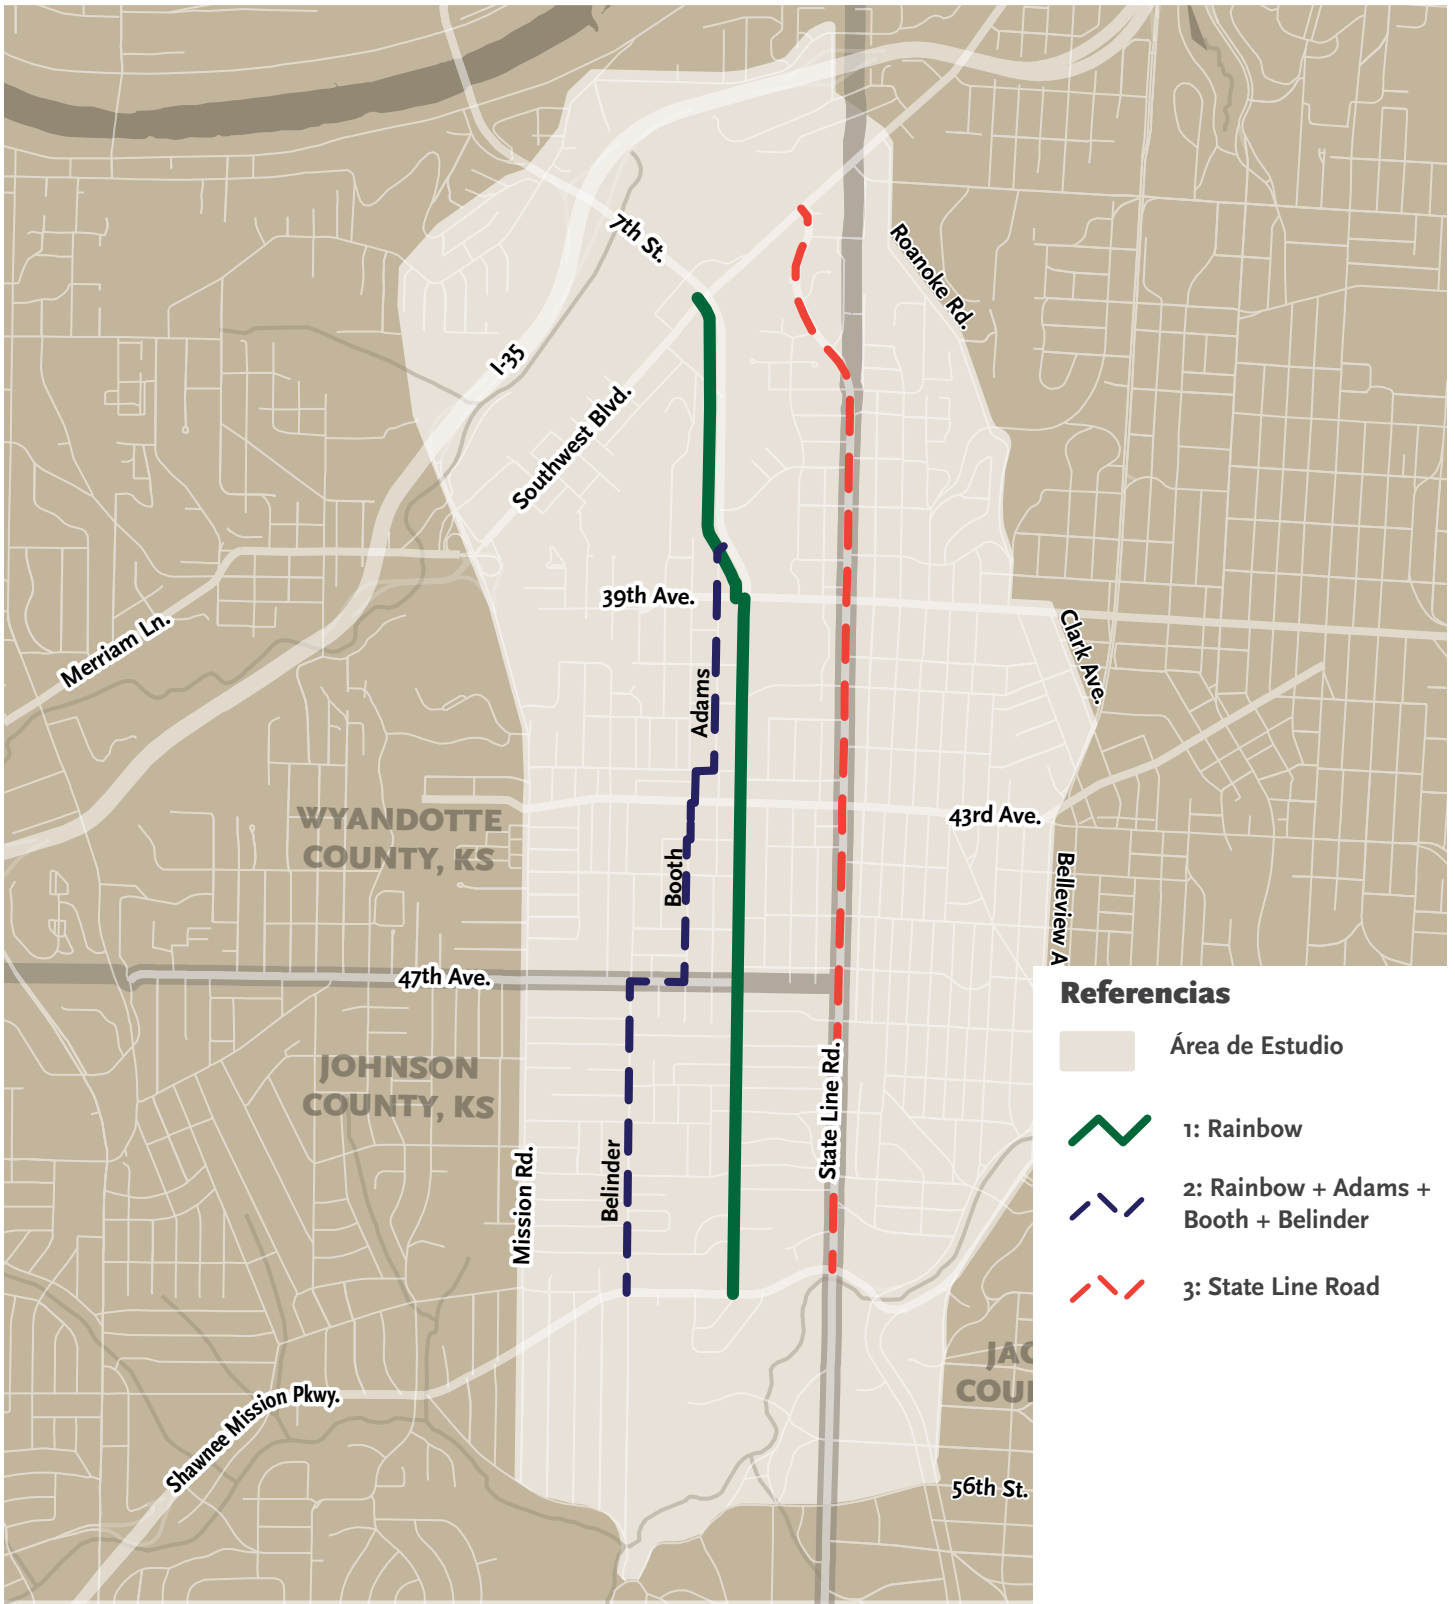 7th St.
Roanoke Rd.
I-35
Southwest Blvd.
39th Ave.
Merriam Ln.
Clark Ave.
Adams
WYANDOTTE
COUNTY, KS
43rd Ave.
Booth
Belleview A
47th Ave.
Referencias
Área de Estudio
JOHNSON
COUNTY, KS
State Line Rd.
1: Rainbow
Mission Rd.
Belinder
2: Rainbow + Adams +
Booth + Belinder
3: State Line Road
JAC
COU
Shawnee Mission Pkwy.
56th St.